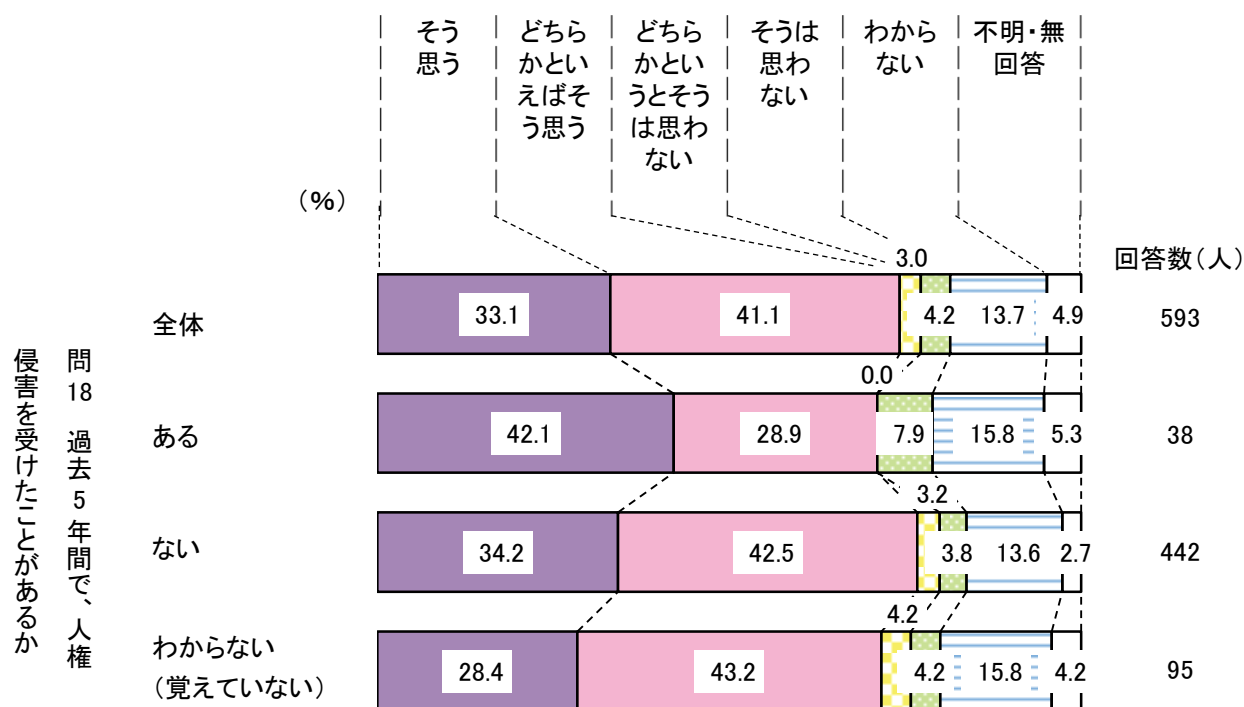 そう
思う
どちら
かとい
えばそ
う思う
どちら
かとい
うとそう
は思わ
ない
そうは
思わ
ない
わから
ない
不明・無
回答
（%）
回答数（人）
3.0
全体
33.1
41.1
4.2
13.7
4.9
593
0.0
ある
42.1
28.9
7.9
15.8
5.3
38
3.2
ない
34.2
42.5
3.8
13.6
2.7
442
4.2
わからない
（覚えていない）
28.4
43.2
4.2
15.8
4.2
95
問18　過去5年間で、人権
侵害を受けたことがあるか